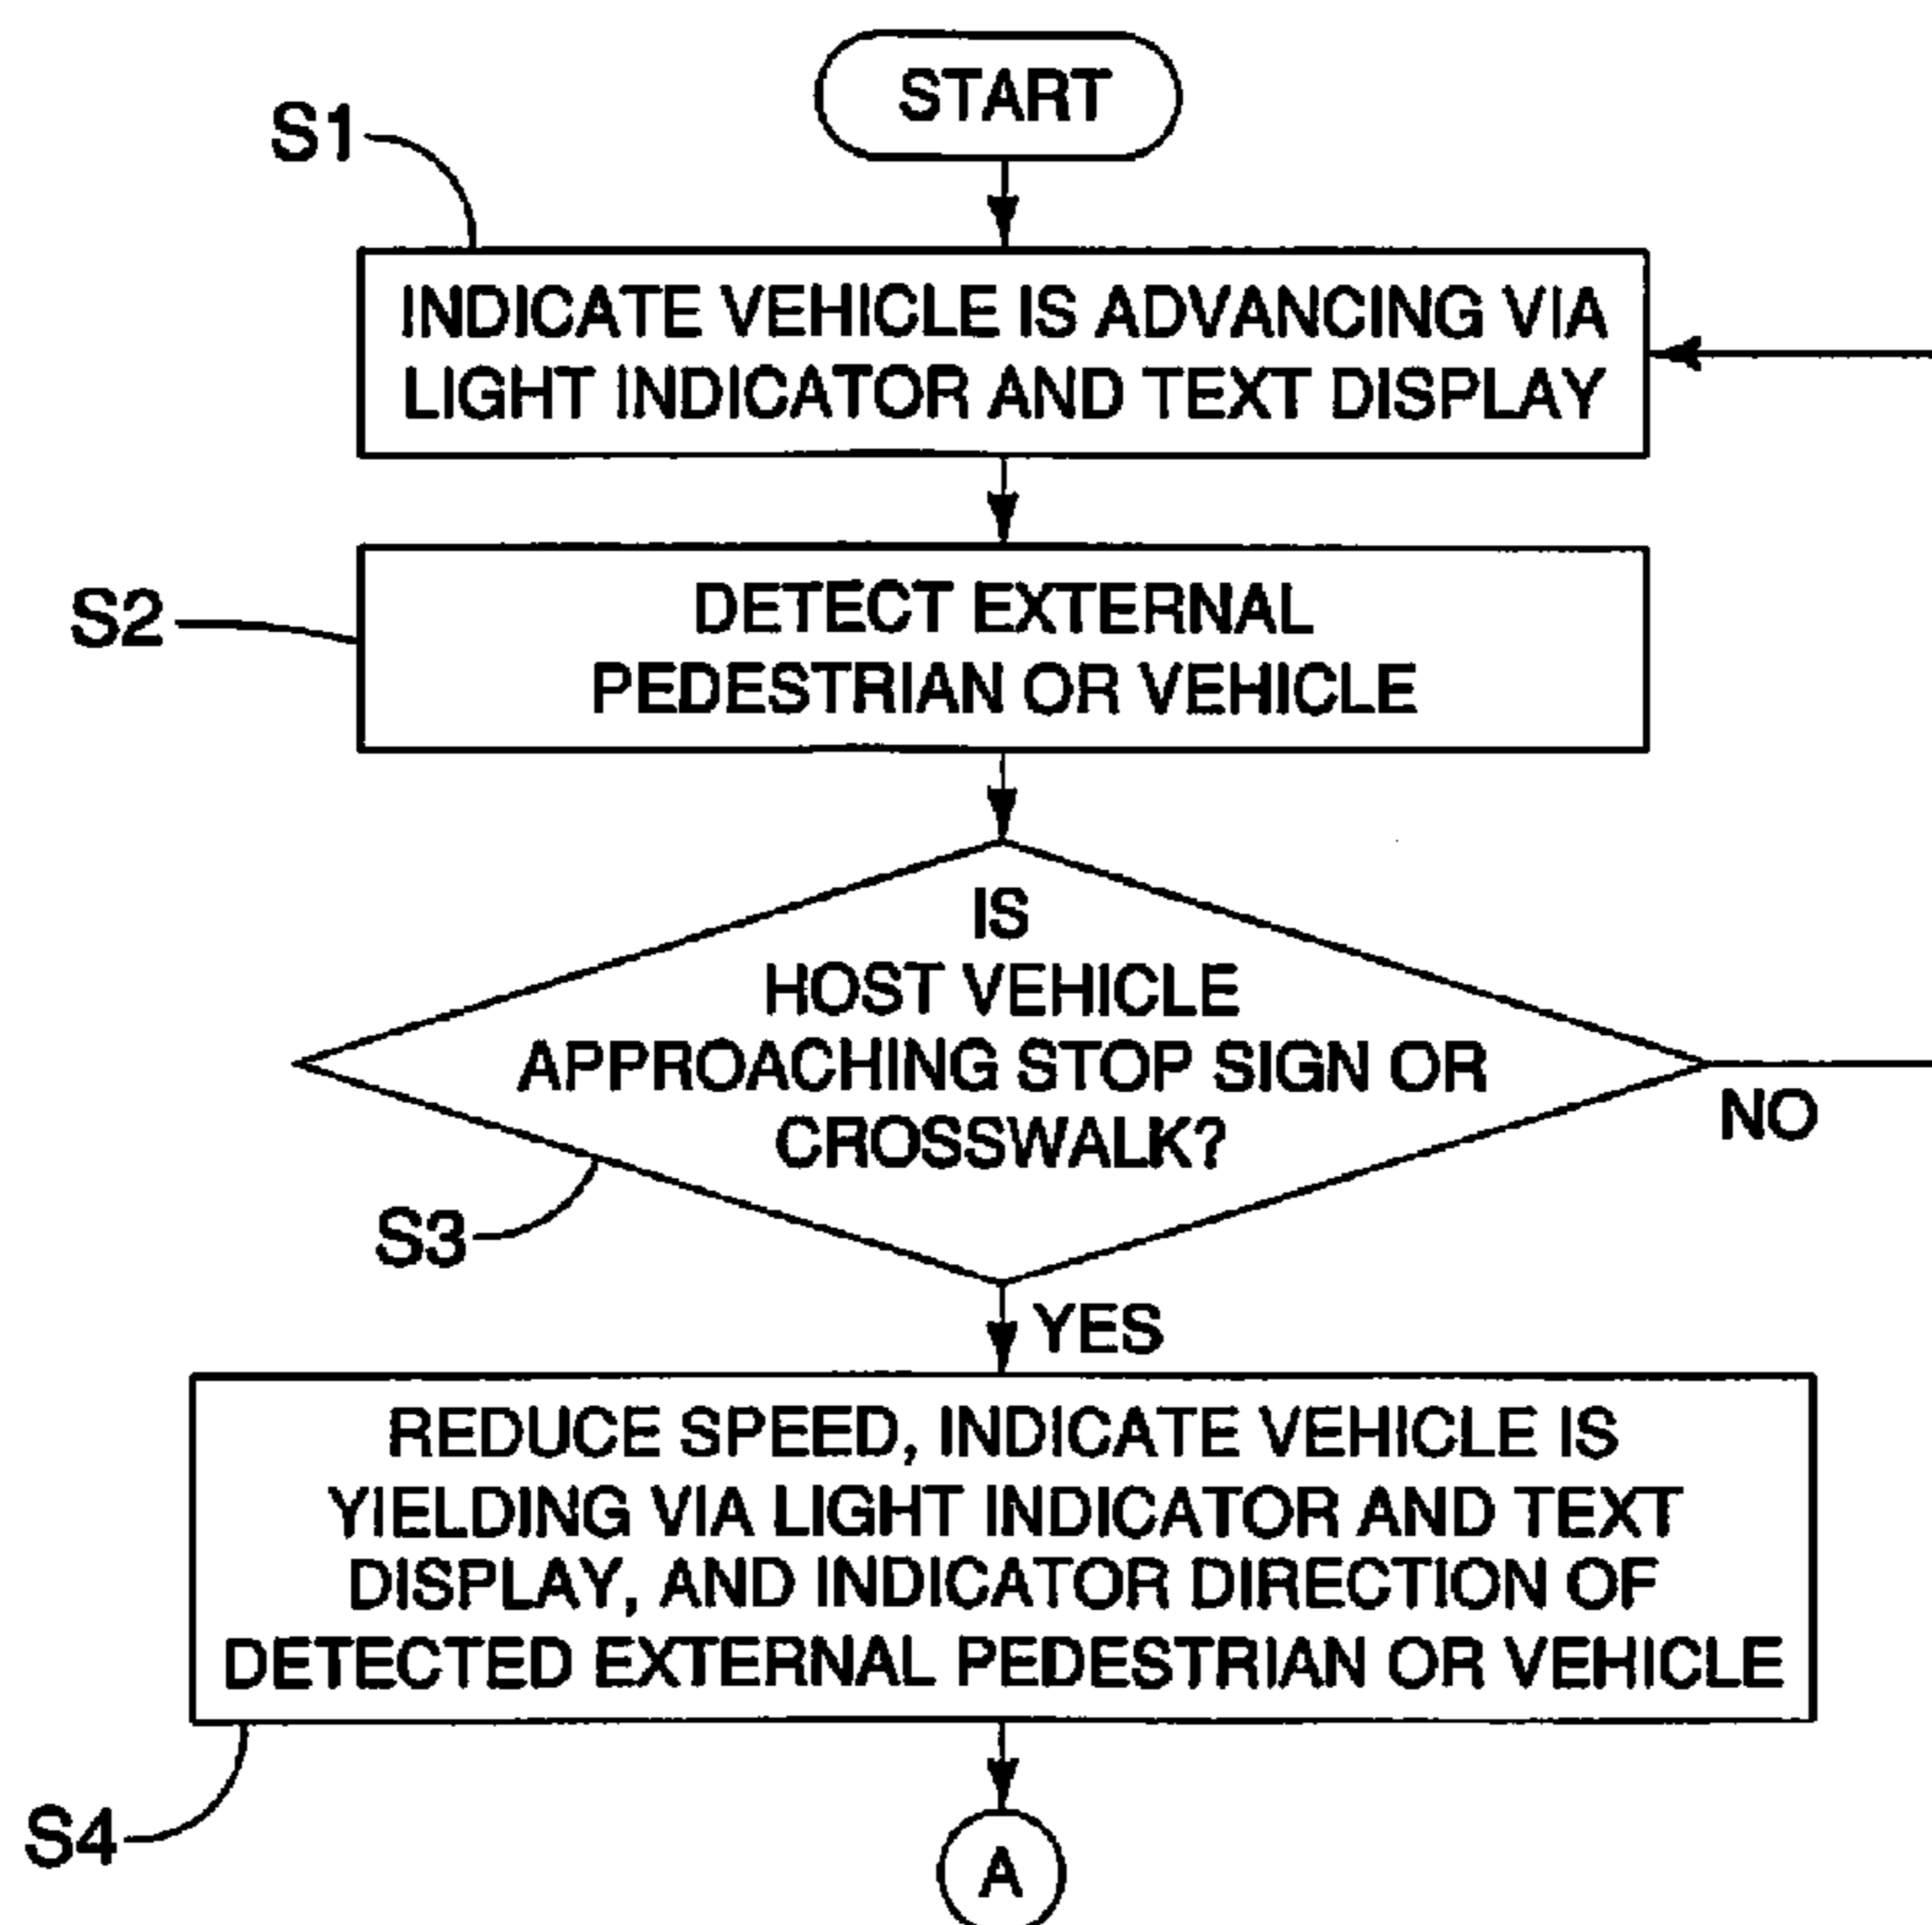 START
S1
INDICATE VEHICLE IS ADVANCING VIA
LIGHT INDICATOR AND TEXT DISPLAY
S2
DETECT EXTERNAL
PEDESTRIAN OR VEHICLE
IS
HOST VEHICLE
APPROACHING STOP SIGN OR
CROSSWALK?
NO
S3
YES
REDUCE SPEED, INDICATE VEHICLE IS
YIELDING VIA LIGHT INDICATOR AND TEXT
DISPLAY, AND INDICATOR DIRECTION OF
DETECTED EXTERNAL PEDESTRIAN OR VEHICLE
S4
A